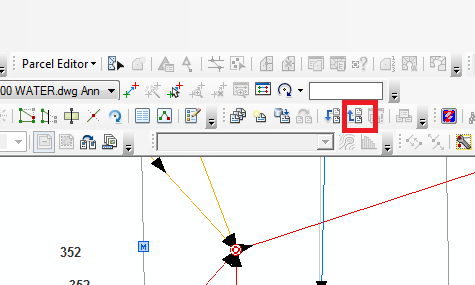 Parcel Editor
00 WATER.dwg Ann
352
M
352